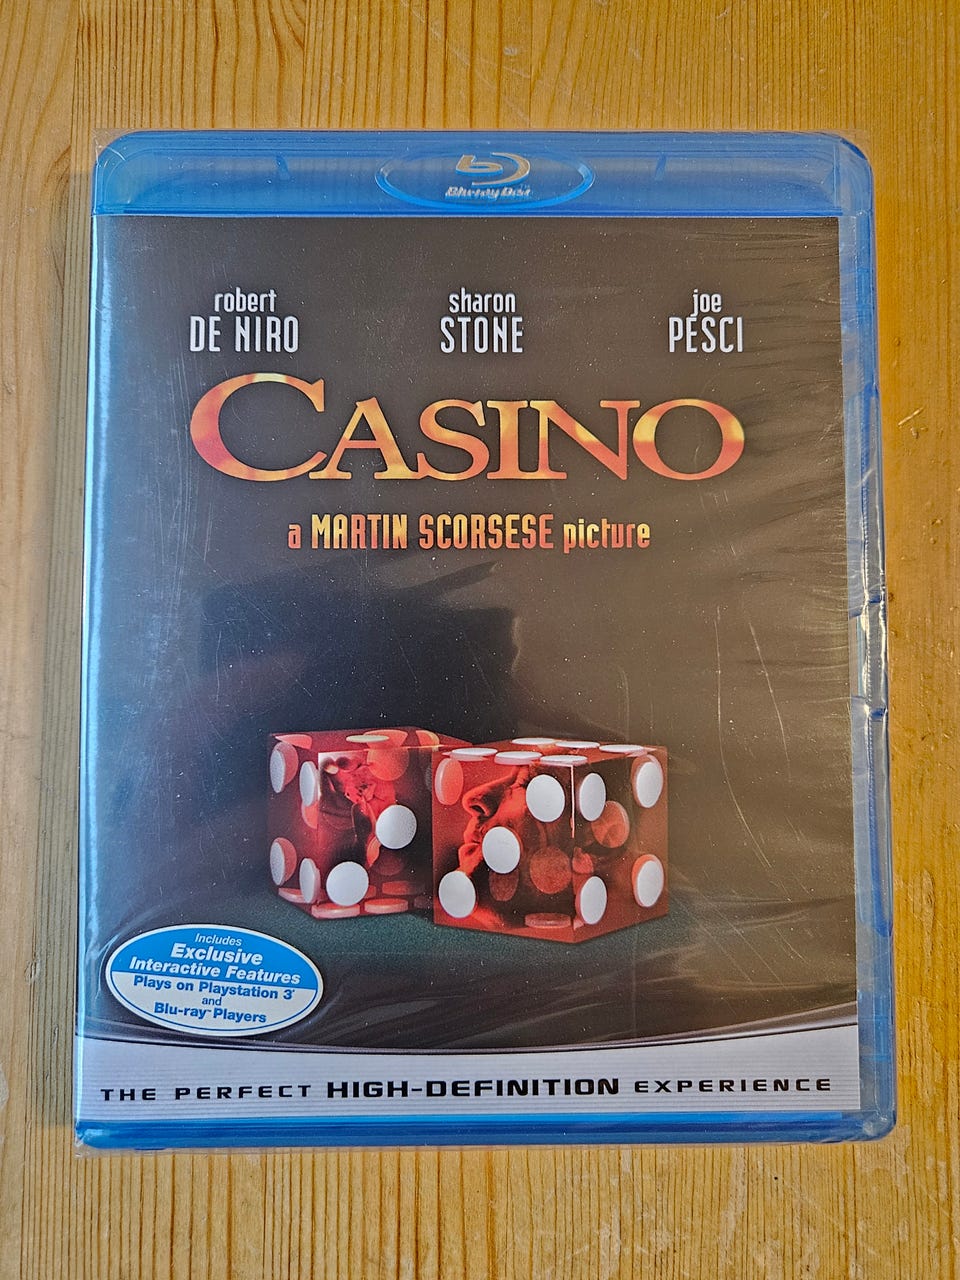 Blu-ray Disc
robert DE NIRO
sharon STONE
joe PESCI
CASINO
a MARTIN SCORSESE picture
Includes
Exclusive
Interactive Features
Plays on Playstation 3
and
Blu-ray™ Players
THE PERFECT HIGH-DEFINITION EXPERIENCE